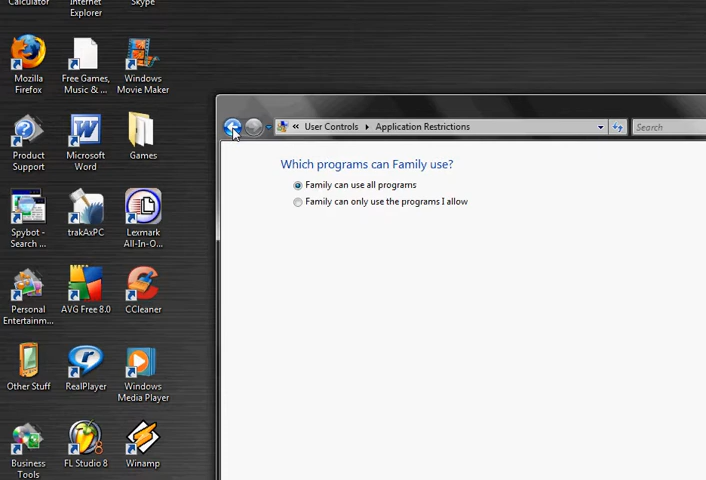 Calculator
Internet
Explorer
Skype
Mozilla
Firefox
Free Games,
Music & ...
Windows
Movie Maker
Product
Support
Microsoft
Word
Games
Spybot -
Search ...
trakAxPC
Lexmark
All-In-O...
Personal
Entertainm...
AVG Free 8.0
CCleaner
Other Stuff
RealPlayer
Windows
Media Player
Business
Tools
FL Studio 8
Winamp
« User Controls Application Restrictions
Search
Which programs can Family use?
Family can use all programs
Family can only use the programs I allow